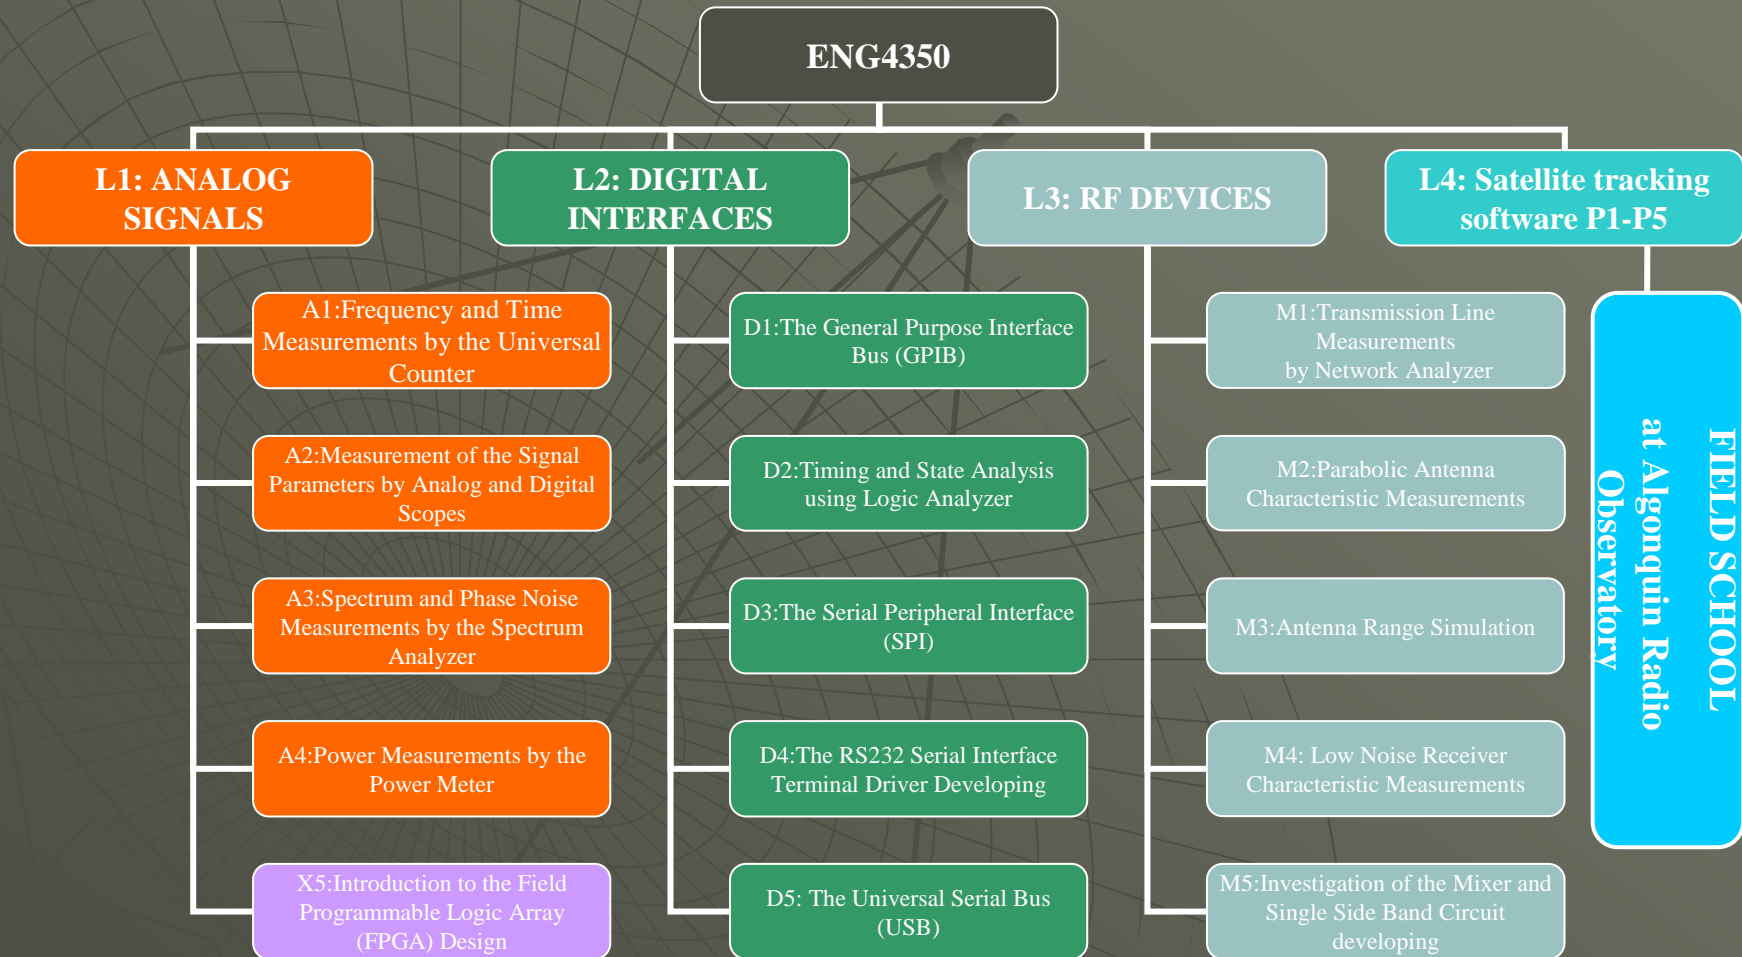 ENG4350
L1: ANALOG
SIGNALS
L2: DIGITAL
INTERFACES
L3: RF DEVICES
L4: Satellite tracking
software P1-P5
A1:Frequency and Time
Measurements by the Universal
Counter
A2:Measurement of the Signal
Parameters by Analog and Digital
Scopes
A3:Spectrum and Phase Noise
Measurements by the Spectrum
Analyzer
A4:Power Measurements by the
Power Meter
X5:Introduction to the Field
Programmable Logic Array
(FPGA) Design
D1:The General Purpose Interface
Bus (GPIB)
D2:Timing and State Analysis
using Logic Analyzer
D3:The Serial Peripheral Interface
(SPI)
D4:The RS232 Serial Interface
Terminal Driver Developing
D5: The Universal Serial Bus
(USB)
M1:Transmission Line
Measurements
by Network Analyzer
M2:Parabolic Antenna
Characteristic Measurements
M3:Antenna Range Simulation
M4: Low Noise Receiver
Characteristic Measurements
M5:Investigation of the Mixer and
Single Side Band Circuit
developing
FIELD SCHOOL
at Algonquin Radio
Observatory